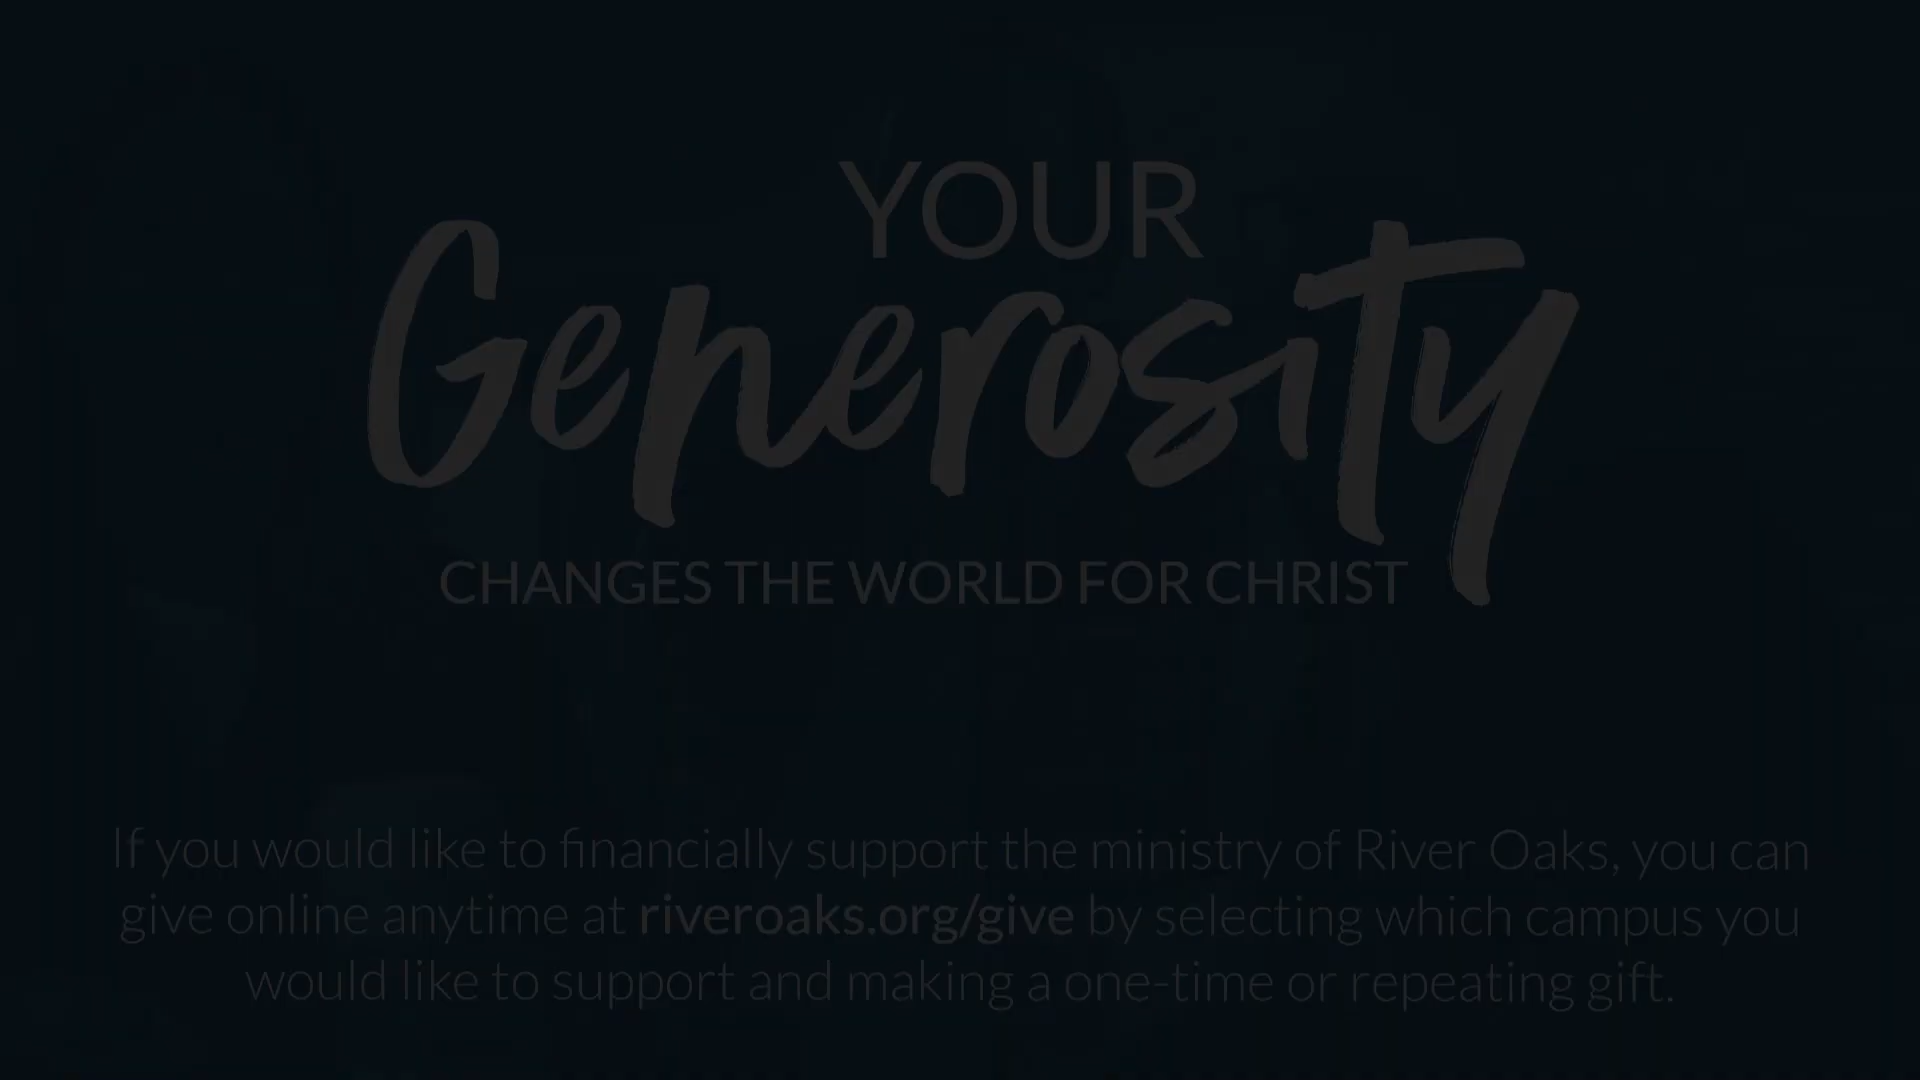 YOUR
Generosity
CHANGES THE WORLD FOR CHRIST
If you would like to financially support the ministry of River Oaks, you can
give online anytime at riveroaks.org/give by selecting which campus you
would like to support and making a one-time or repeating gift.